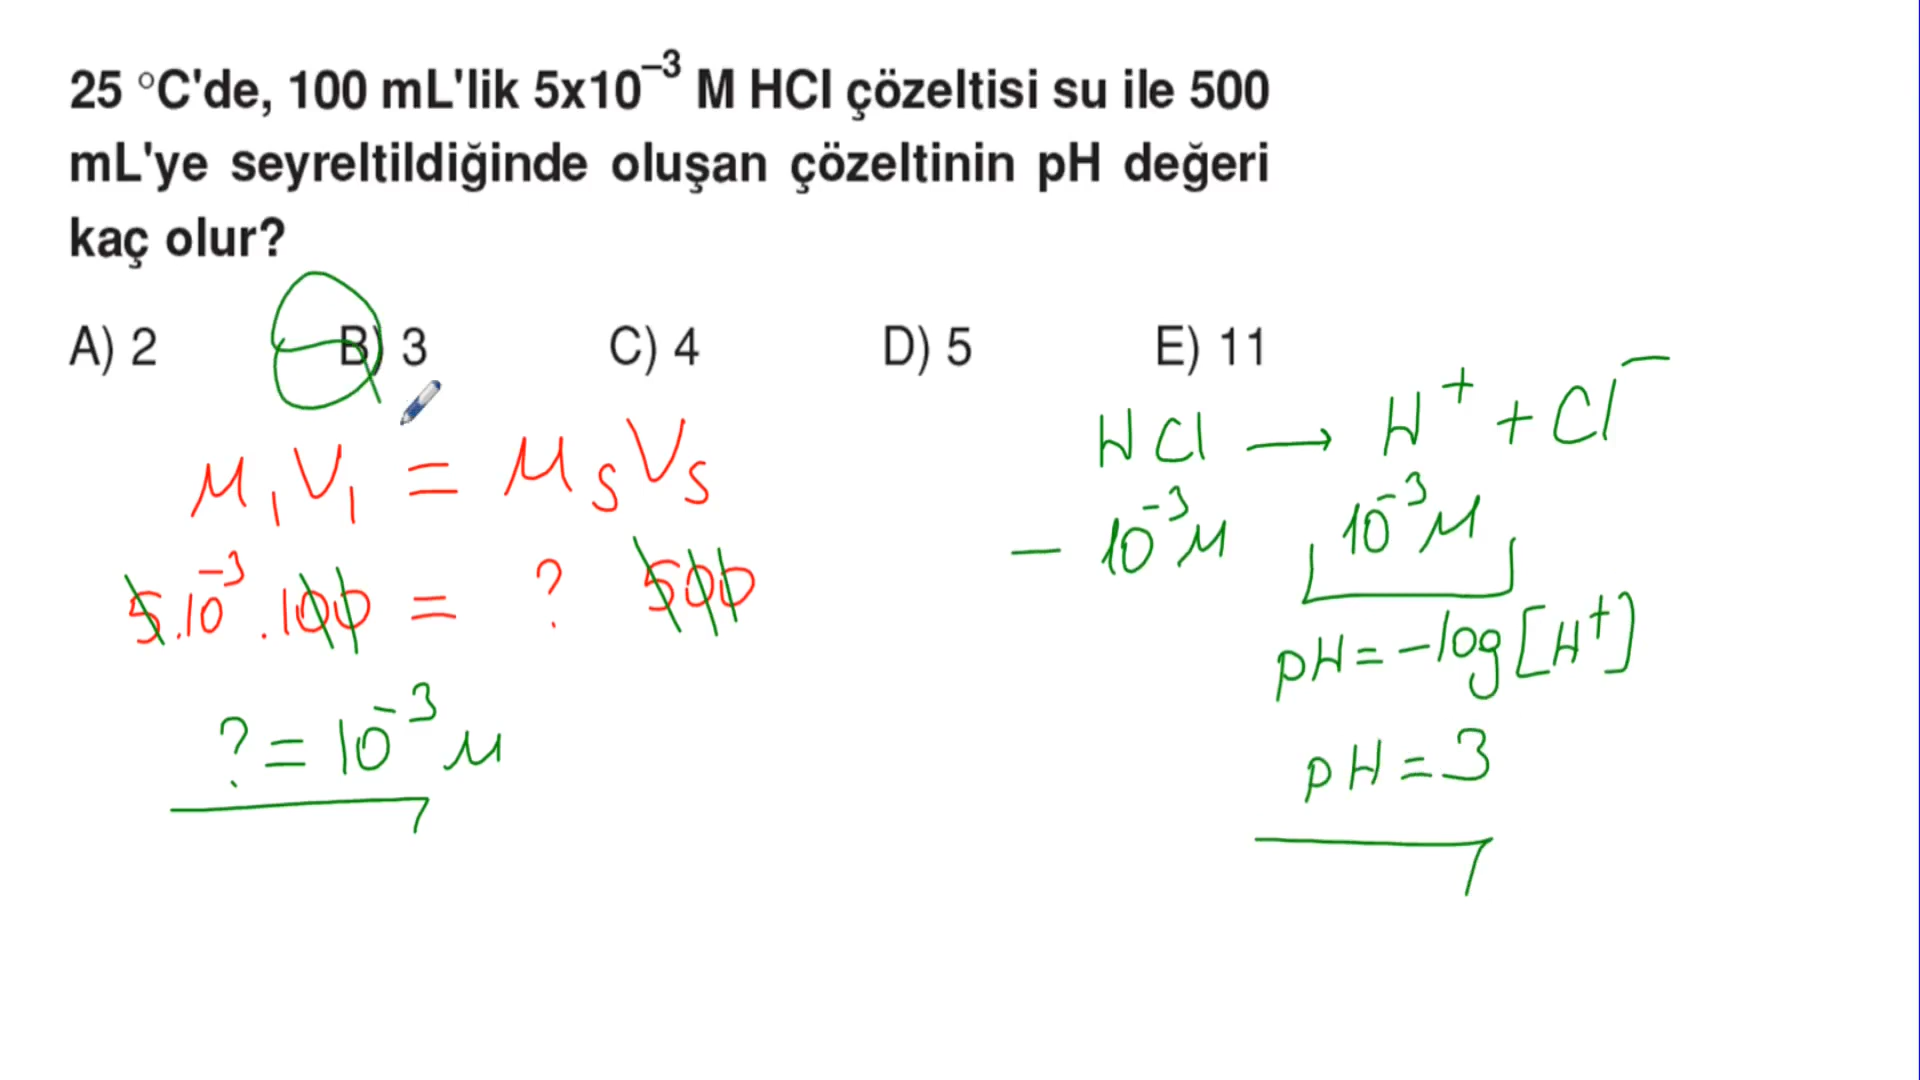 25 °C'de, 100 mL'lik 5x10⁻³ M HCl çözeltisi su ile 500
mL'ye seyreltildiğinde oluşan çözeltinin pH değeri
kaç olur?
A) 2 B) 3 C) 4 D) 5 E) 11
M₁V₁ = MₛVₛ
5.10⁻³.100 = ? 500
? = 10⁻³ M
HCl → H⁺ + Cl⁻
– 10⁻³M 10⁻³M
pH = –log[H⁺]
pH = 3